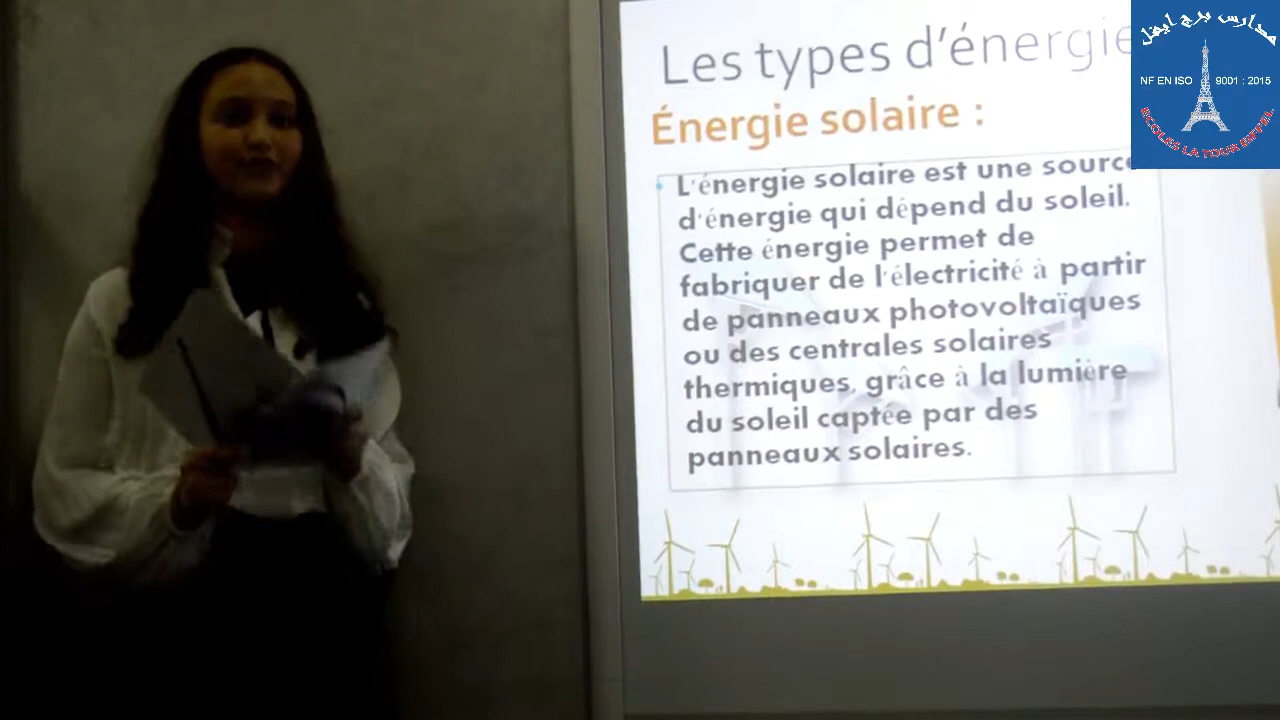 Les types d'énergie
Énergie solaire :
L'énergie solaire est une source
d'énergie qui dépend du soleil.
Cette énergie permet de
fabriquer de l'électricité à partir
de panneaux photovoltaïques
ou des centrales solaires
thermiques, grâce à la lumière
du soleil captée par des
panneaux solaires.
مدارس برج ايفل
NF EN ISO 9001 : 2015
ECOLES LA TOUR EIFFEL